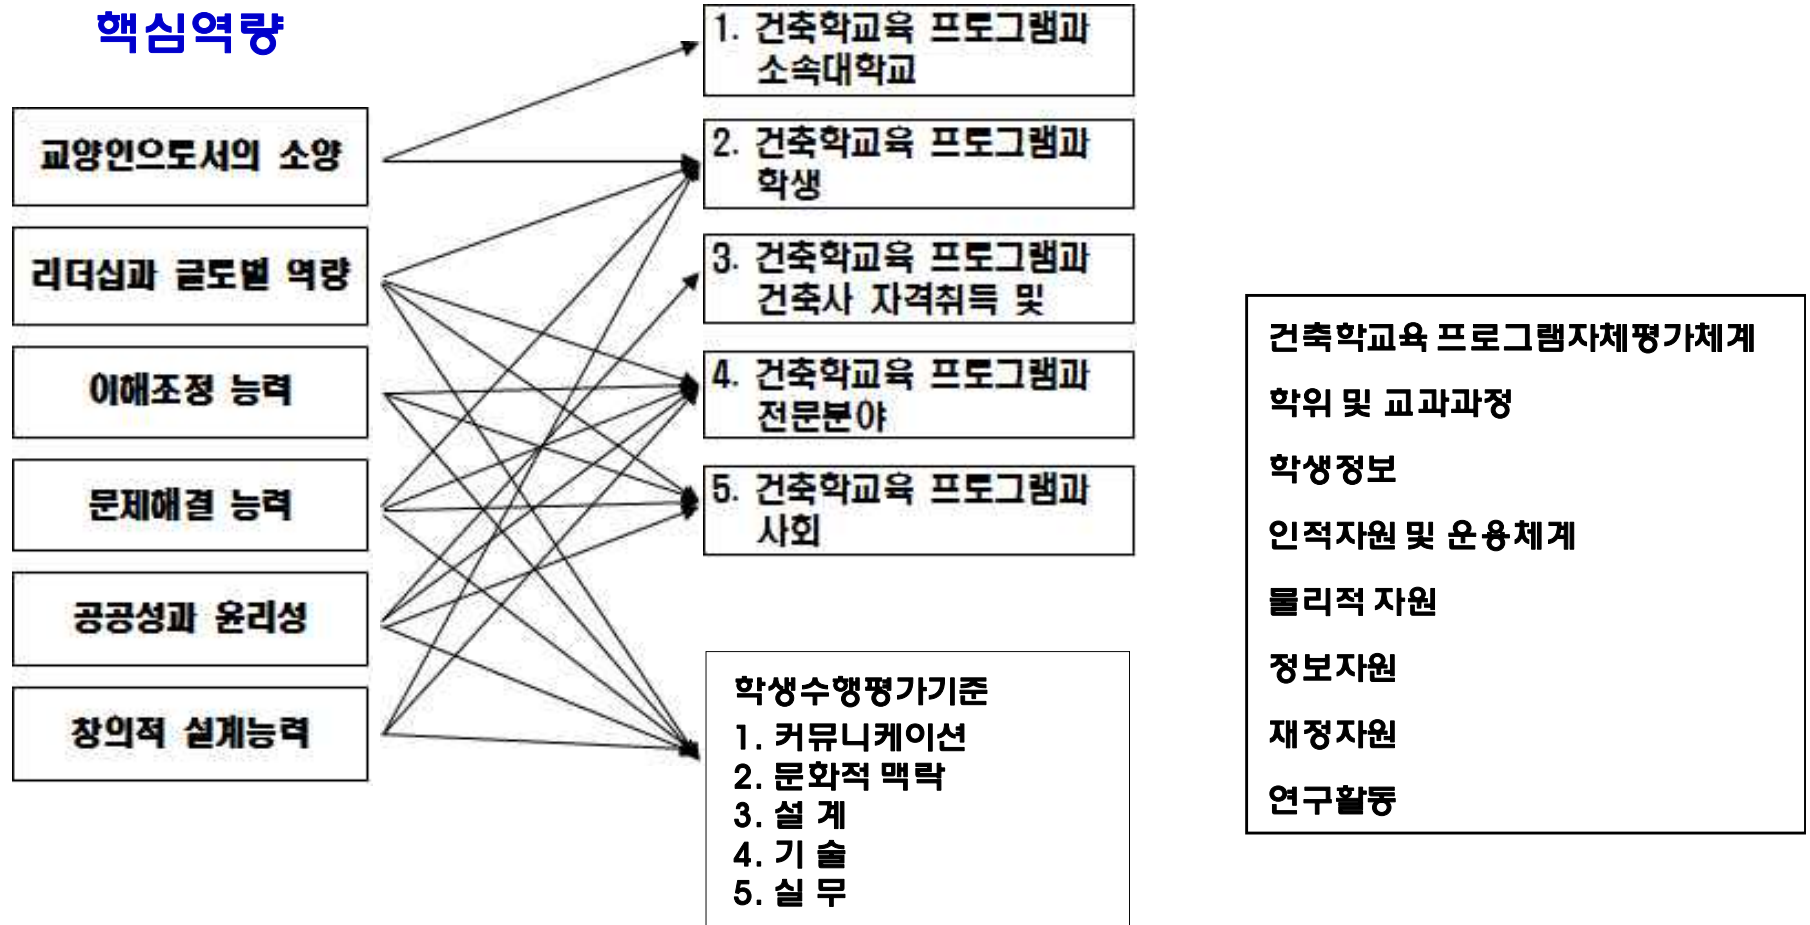 핵심역량
교양인으로서의 소양
리더십과 글로벌 역량
이해조정 능력
문제해결 능력
공공성과 윤리성
창의적 설계능력
1. 건축학교육 프로그램과
소속대학교
2. 건축학교육 프로그램과
학생
3. 건축학교육 프로그램과
건축사 자격취득 및
4. 건축학교육 프로그램과
전문분야
5. 건축학교육 프로그램과
사회
학생수행평가기준
1. 커뮤니케이션
2. 문화적 맥락
3. 설 계
4. 기 술
5. 실 무
건축학교육 프로그램자체평가체계
학위 및 교과과정
학생정보
인적자원 및 운용체계
물리적 자원
정보자원
재정자원
연구활동